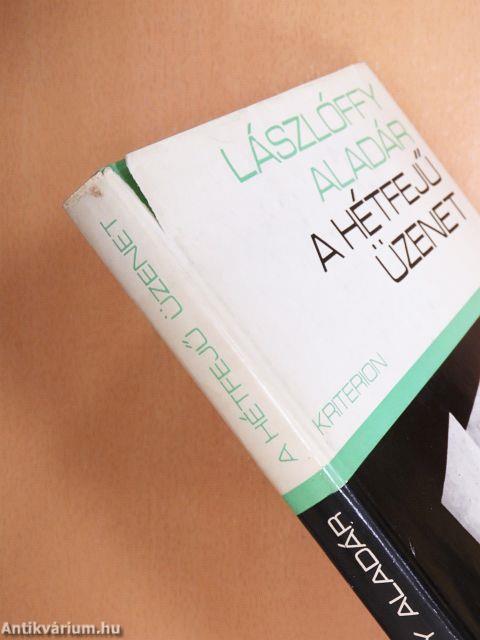 LÁSZLÓFFY
ALADÁR
A HÉTFEJŰ
ÜZENET
KRITERION
A HÉTFEJŰ ÜZENET
Y ALADÁR
Antikvárium.hu